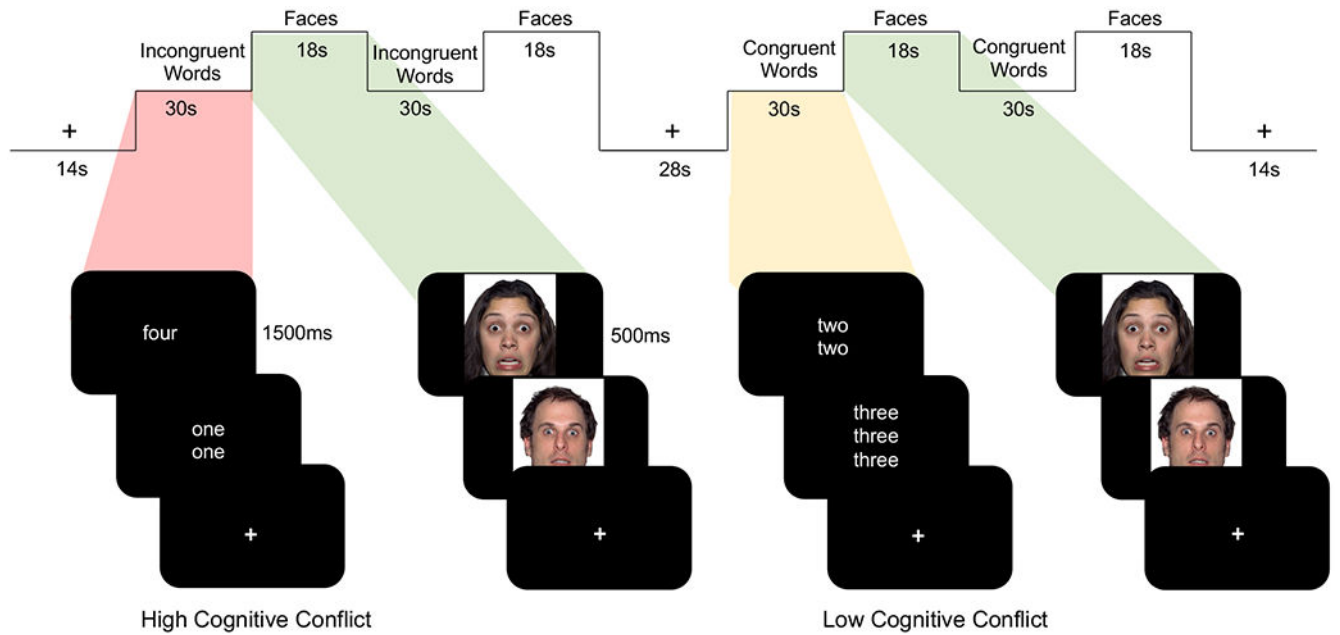 Faces
Faces
Faces
Faces
Incongruent
Words
18s
Incongruent
Words
18s
Congruent
Words
18s
Congruent
Words
18s
30s
30s
30s
30s
+
+
+
14s
28s
14s
four
1500ms
500ms
two
two
one
one
three
three
three
+
+
+
+
High Cognitive Conflict
Low Cognitive Conflict